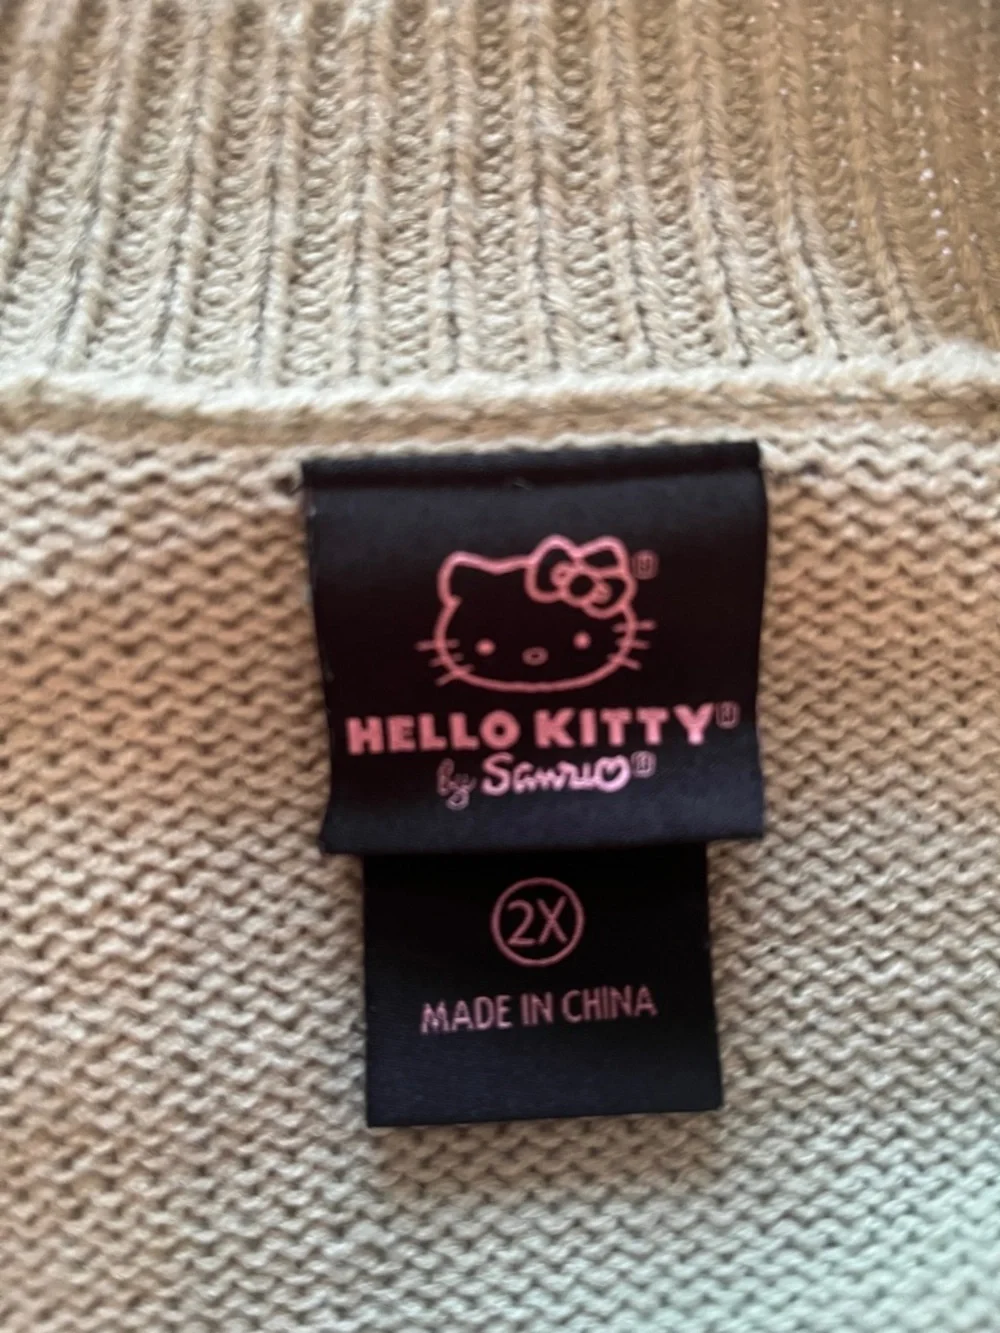 HELLO KITTY
by Sanrio
2X
MADE IN CHINA